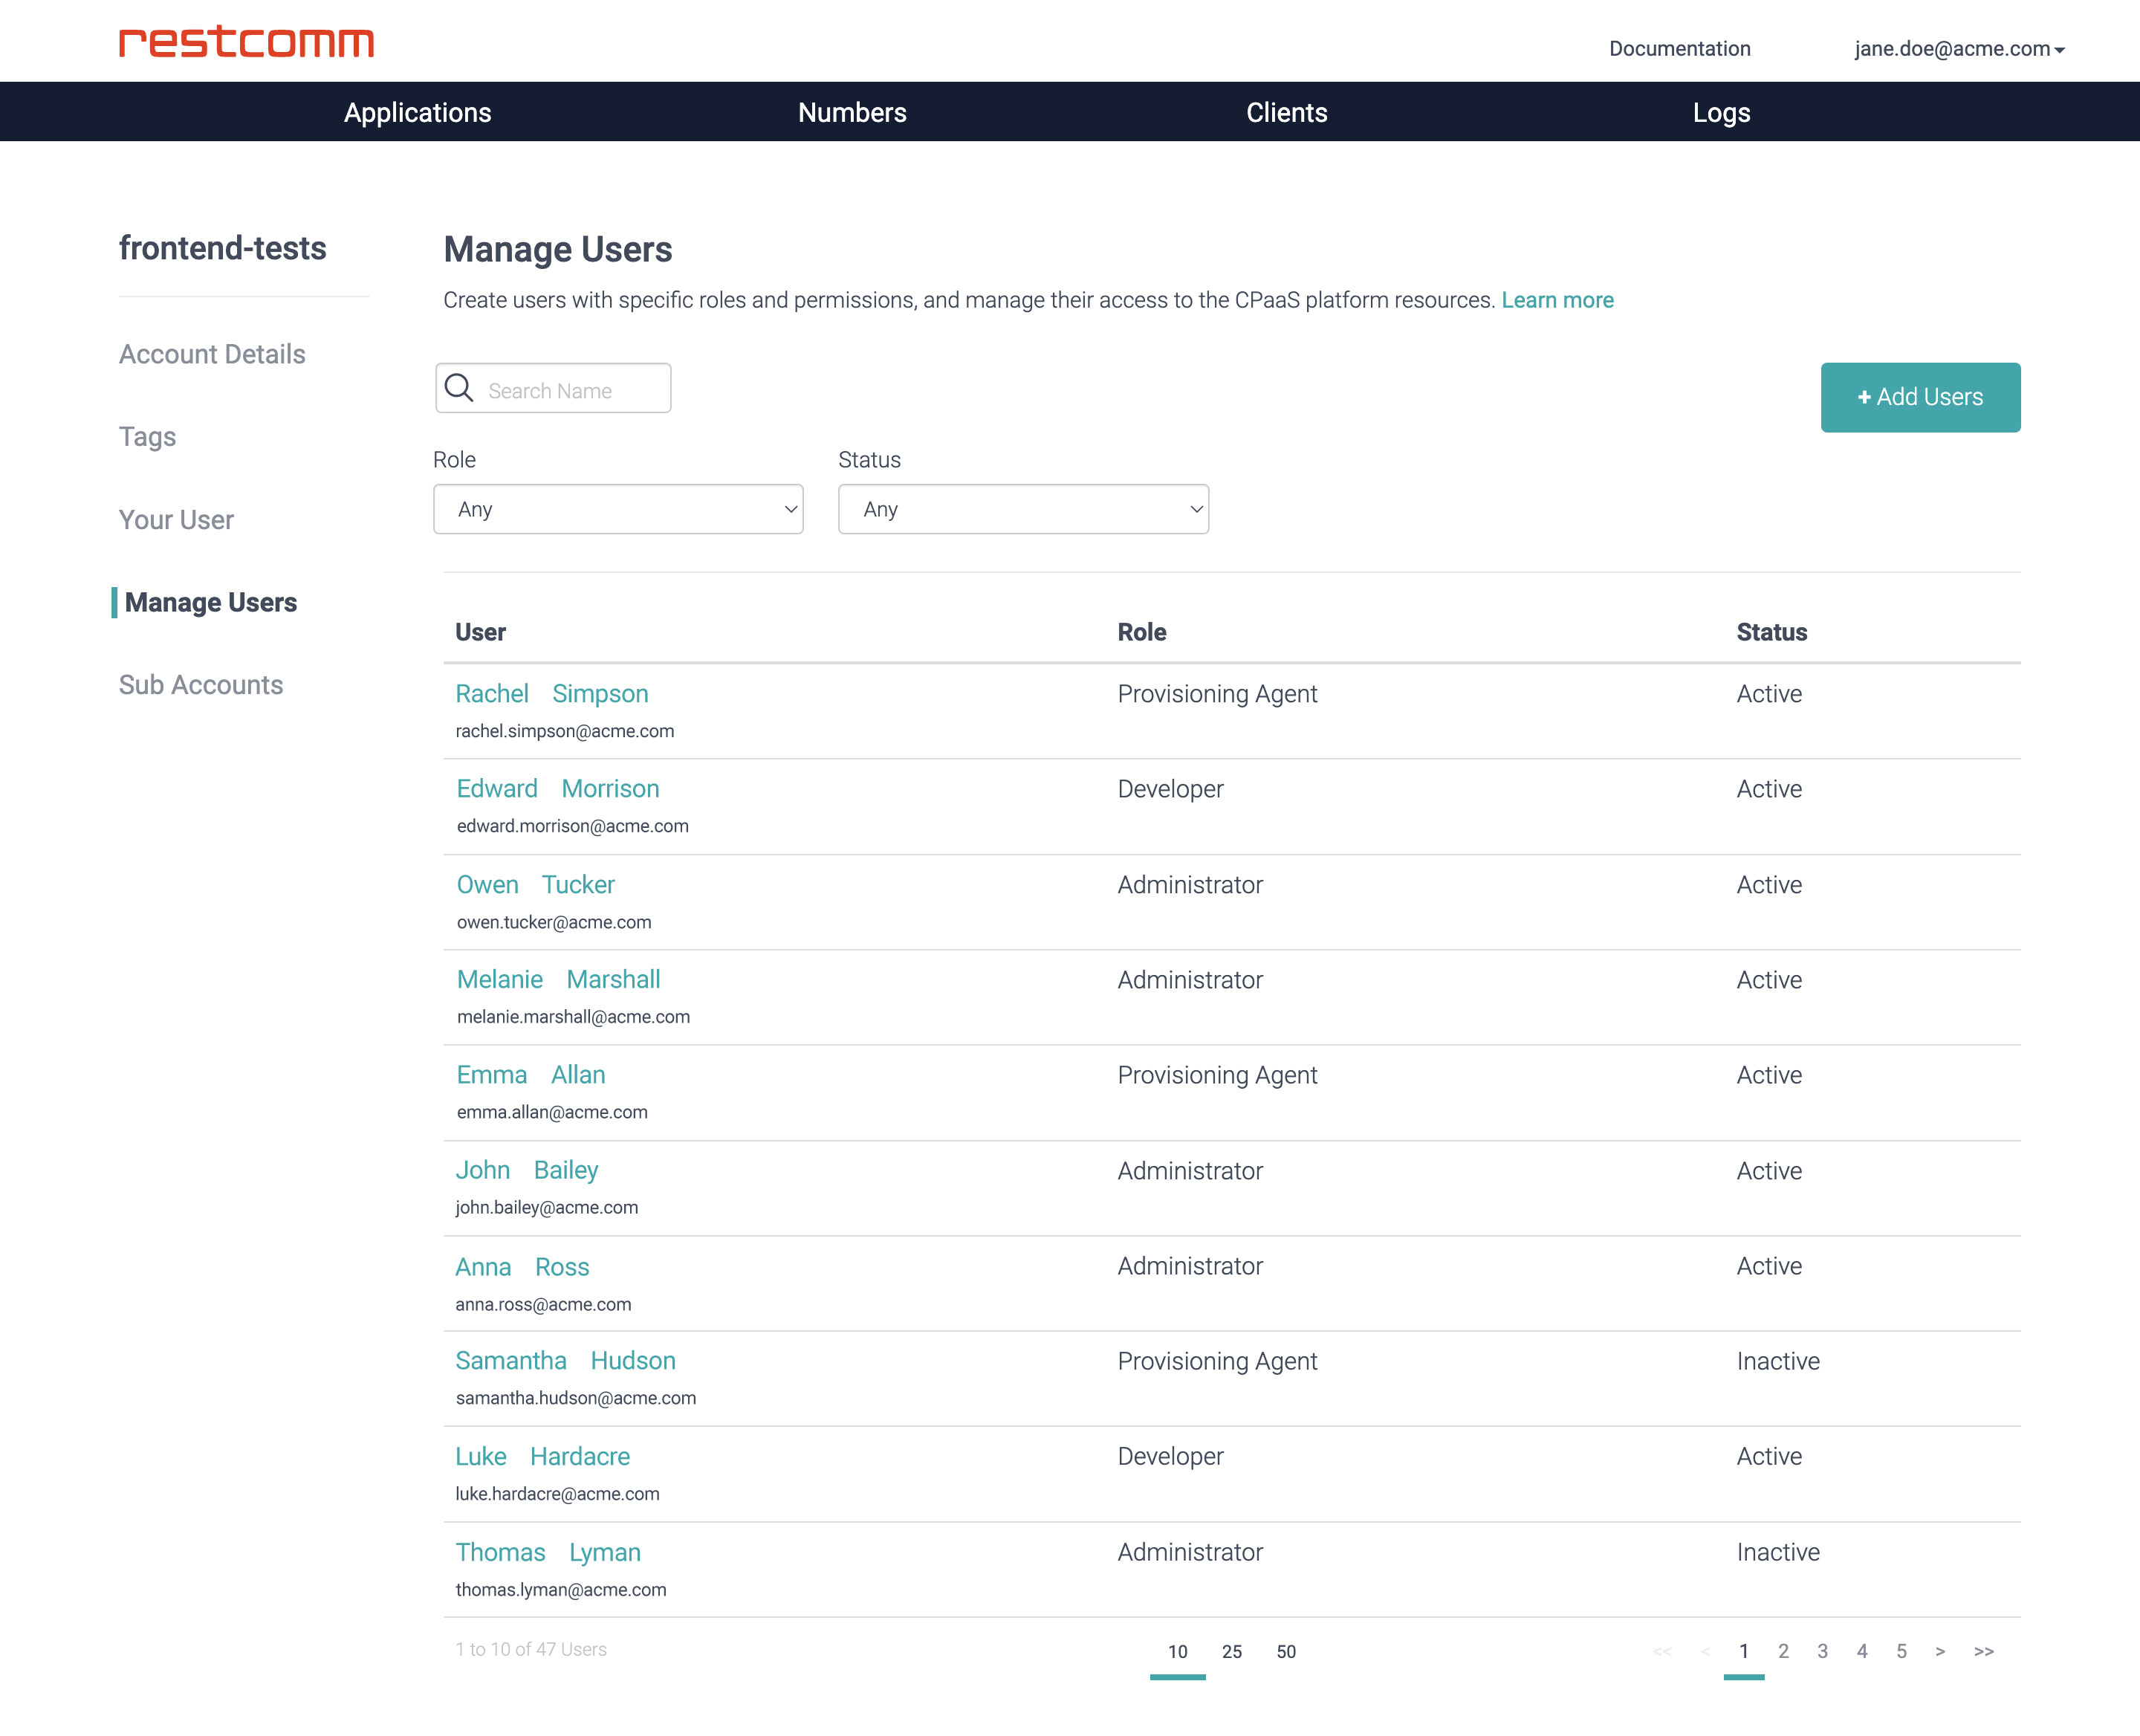 restcomm
Documentation
jane.doe@acme.com
Applications Numbers Clients Logs
frontend-tests
Account Details
Tags
Your User
Manage Users
Sub Accounts
Manage Users
Create users with specific roles and permissions, and manage their access to the CPaaS platform resources. Learn more
Search Name
+ Add Users
Role Status
Any Any
User Role Status
Rachel Simpson Provisioning Agent Active
rachel.simpson@acme.com
Edward Morrison Developer Active
edward.morrison@acme.com
Owen Tucker Administrator Active
owen.tucker@acme.com
Melanie Marshall Administrator Active
melanie.marshall@acme.com
Emma Allan Provisioning Agent Active
emma.allan@acme.com
John Bailey Administrator Active
john.bailey@acme.com
Anna Ross Administrator Active
anna.ross@acme.com
Samantha Hudson Provisioning Agent Inactive
samantha.hudson@acme.com
Luke Hardacre Developer Active
luke.hardacre@acme.com
Thomas Lyman Administrator Inactive
thomas.lyman@acme.com
1 to 10 of 47 Users 10 25 50 << < 1 2 3 4 5 > >>